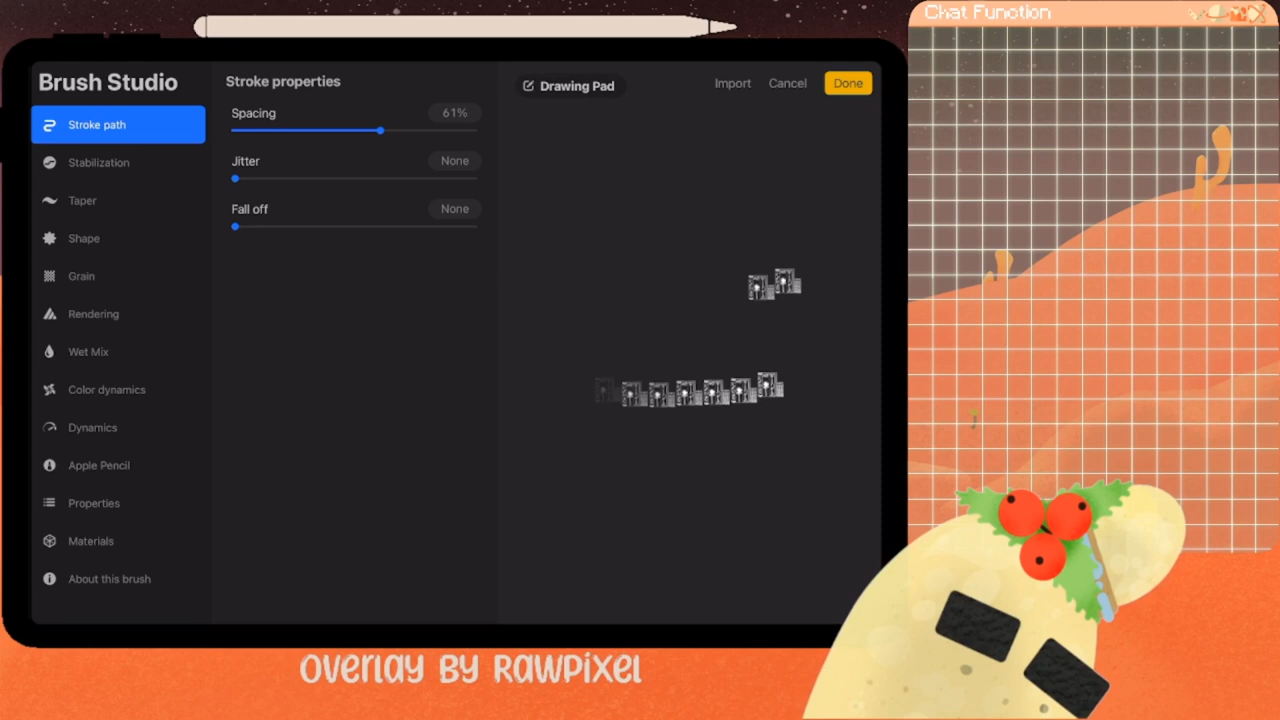 Chat Function
Brush Studio
Stroke path
Stabilization
Taper
Shape
Grain
Rendering
Wet Mix
Color dynamics
Dynamics
Apple Pencil
Properties
Materials
About this brush
Stroke properties
Spacing 61%
Jitter None
Fall off None
Drawing Pad
Import Cancel Done
OVERLAY BY RAWPIXEL